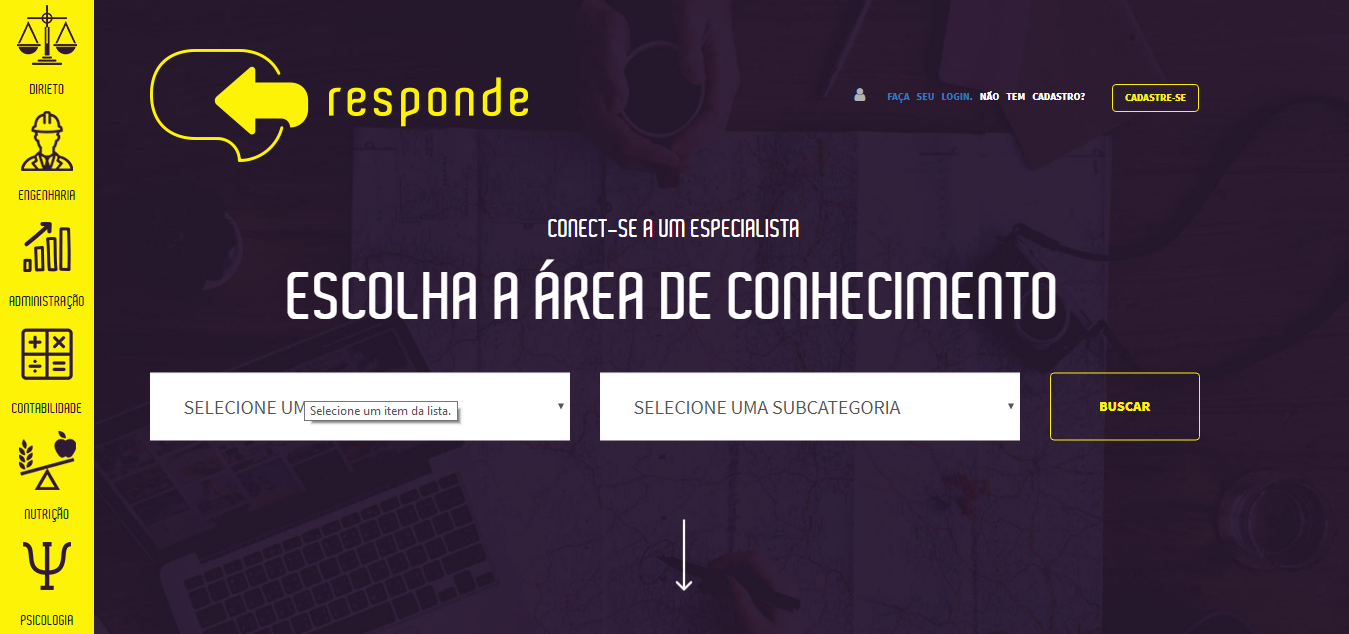 DIRIETO
ENGENHARIA
ADMINISTRAÇÃO
CONTABILIDADE
NUTRIÇÃO
PSICOLOGIA
responde
FAÇA SEU LOGIN. NÃO TEM CADASTRO?
CADASTRE-SE
CONECT-SE A UM ESPECIALISTA
ESCOLHA A ÁREA DE CONHECIMENTO
SELECIONE UM
Selecione um item da lista.
SELECIONE UMA SUBCATEGORIA
BUSCAR